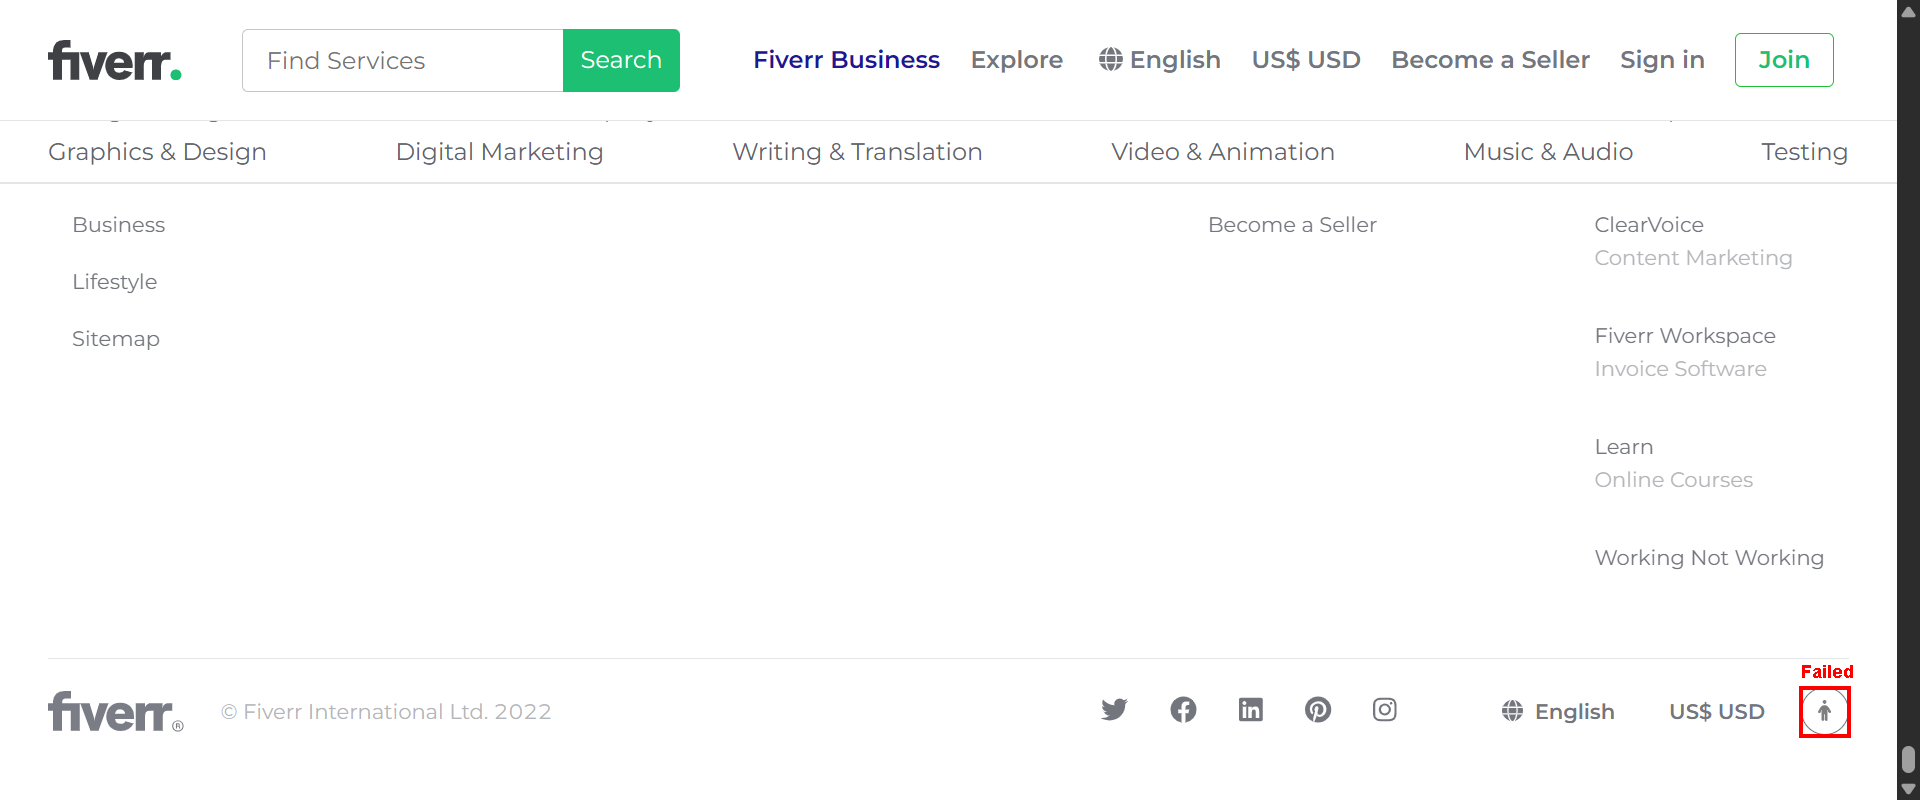 fiverr.
Find Services
Search
Fiverr Business
Explore
English
US$ USD
Become a Seller
Sign in
Join
Graphics & Design
Digital Marketing
Writing & Translation
Video & Animation
Music & Audio
Testing
Business
Lifestyle
Sitemap
Become a Seller
ClearVoice
Content Marketing
Fiverr Workspace
Invoice Software
Learn
Online Courses
Working Not Working
Failed
fiverr®
© Fiverr International Ltd. 2022
English
US$ USD